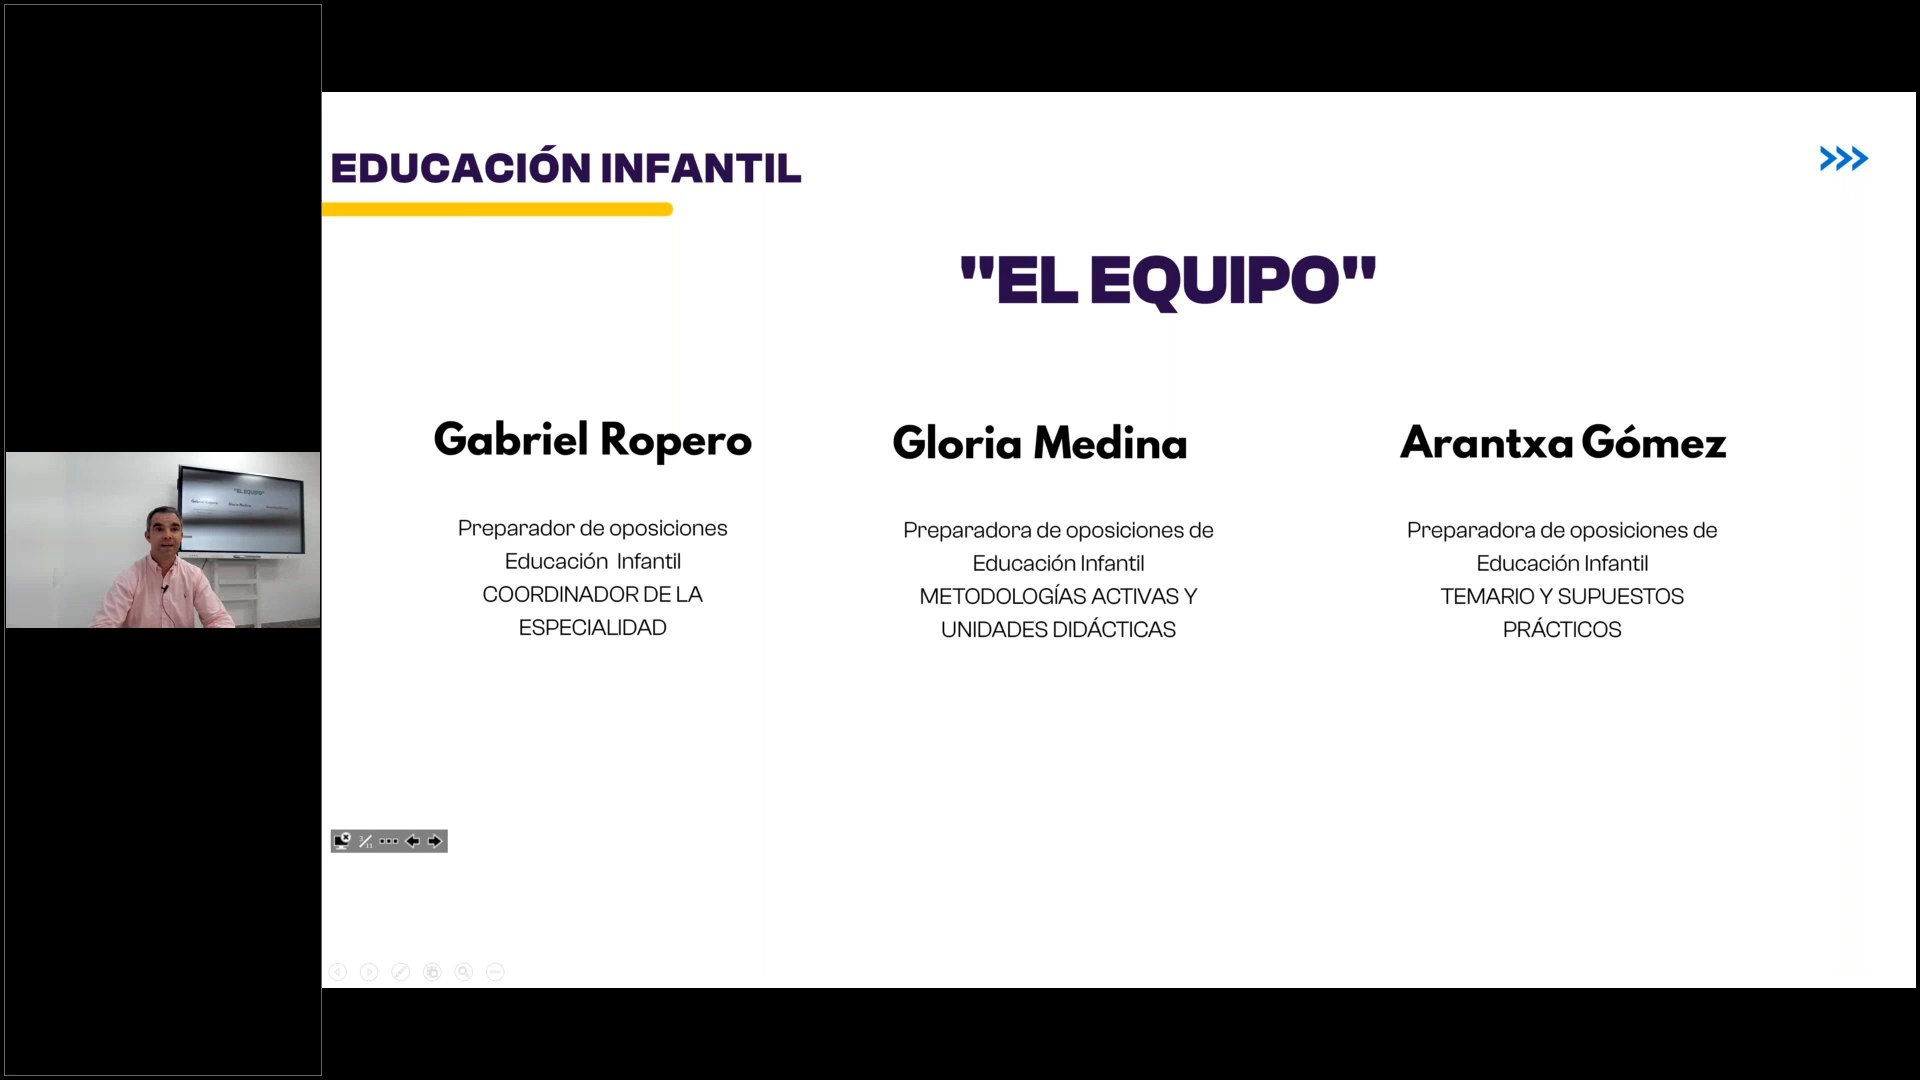 EDUCACIÓN INFANTIL
"EL EQUIPO"
Gabriel Ropero
Preparador de oposiciones
Educación Infantil
COORDINADOR DE LA
ESPECIALIDAD
Gloria Medina
Preparadora de oposiciones de
Educación Infantil
METODOLOGÍAS ACTIVAS Y
UNIDADES DIDÁCTICAS
Arantxa Gómez
Preparadora de oposiciones de
Educación Infantil
TEMARIO Y SUPUESTOS
PRÁCTICOS
"EL EQUIPO"